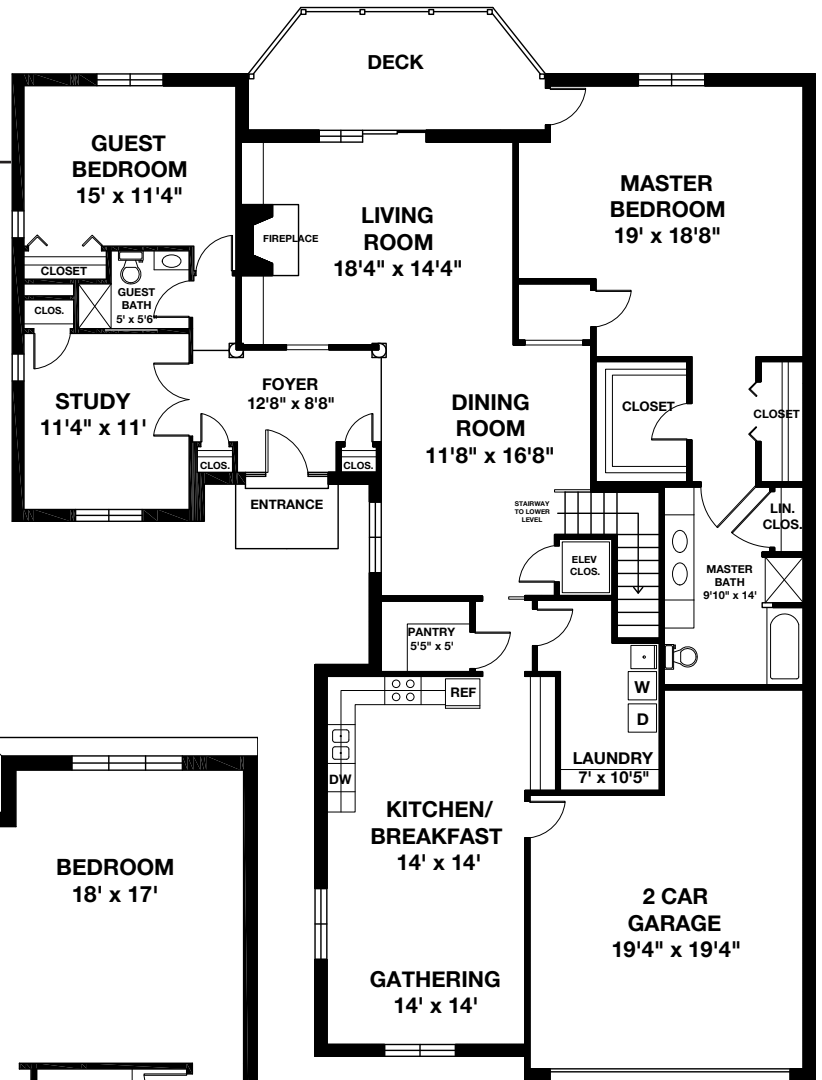 DECK
GUEST
BEDROOM
15' x 11'4"
LIVING
ROOM
18'4" x 14'4"
FIREPLACE
MASTER
BEDROOM
19' x 18'8"
CLOSET
GUEST
BATH
5' x 5'6"
CLOS.
STUDY
11'4" x 11'
FOYER
12'8" x 8'8"
CLOS.
CLOS.
ENTRANCE
DINING
ROOM
11'8" x 16'8"
CLOSET
CLOSET
STAIRWAY
TO LOWER
LEVEL
LIN.
CLOS.
ELEV
CLOS.
MASTER
BATH
9'10" x 14'
PANTRY
5'5" x 5'
REF
W
D
LAUNDRY
7' x 10'5"
DW
KITCHEN/
BREAKFAST
14' x 14'
BEDROOM
18' x 17'
2 CAR
GARAGE
19'4" x 19'4"
GATHERING
14' x 14'